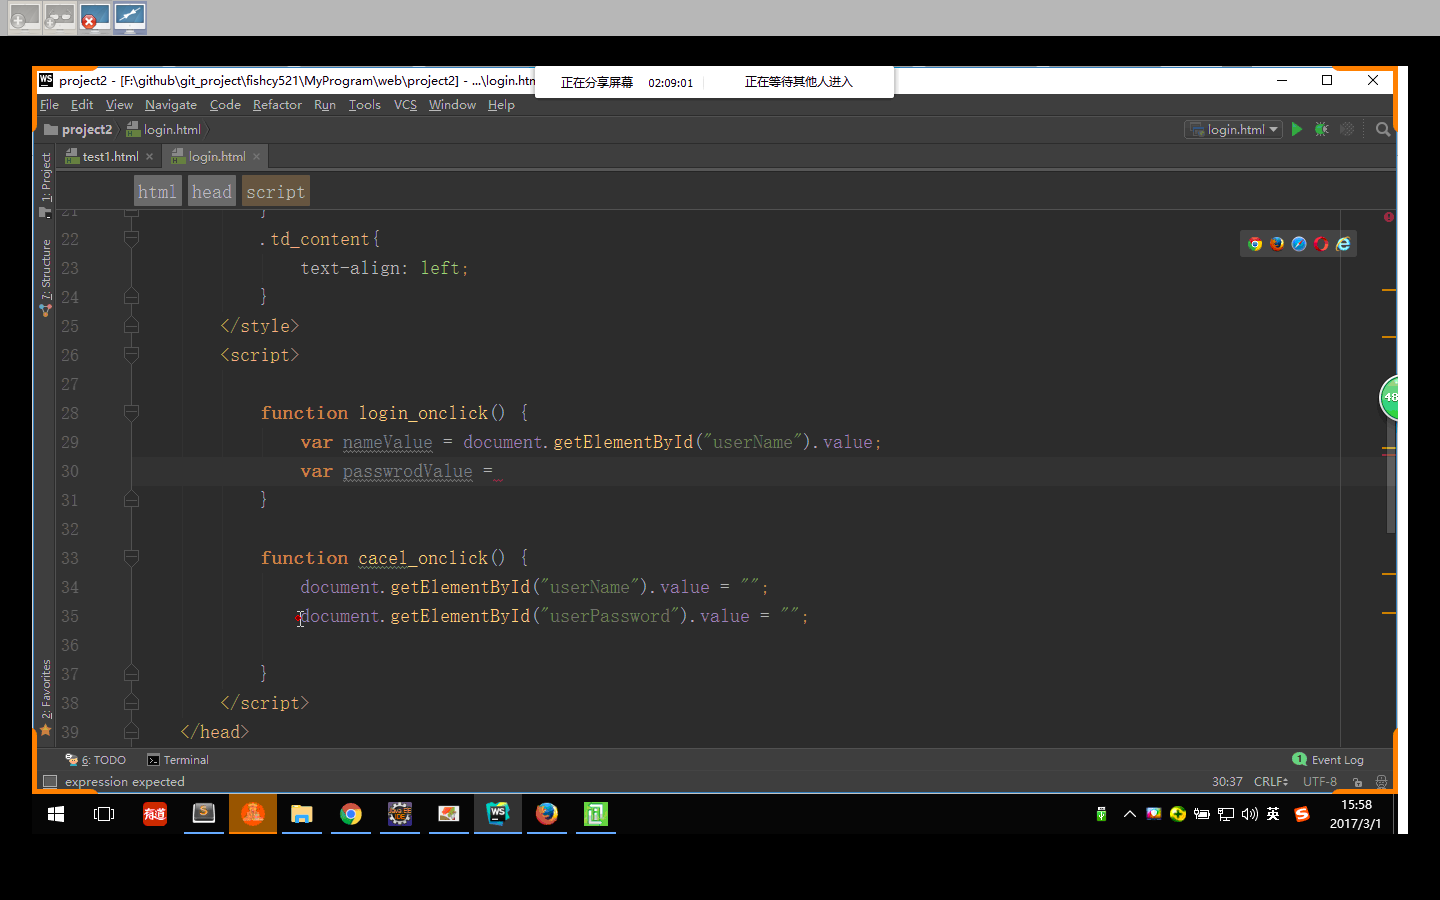 project2 - [F:\github\git_project\fishcy521\MyProgram\web\project2] - ...\login.htm
正在分享屏幕 02:09:01 正在等待其他人进入
File Edit View Navigate Code Refactor Run Tools VCS Window Help
project2 login.html login.html
test1.html login.html
1: Project
html head script
21 }
22 .td_content{
23 text-align: left;
24 }
25 </style>
26 <script>
27
28 function login_onclick() {
29 var nameValue = document.getElementById("userName").value;
30 var passwrodValue =
31 }
32
33 function cacel_onclick() {
34 document.getElementById("userName").value = "";
35 document.getElementById("userPassword").value = "";
36
37 }
38 </script>
39 </head>
7: Structure
2: Favorites
48
6: TODO Terminal 1 Event Log
expression expected 30:37 CRLF UTF-8
有道 S WS 英 S
15:58
2017/3/1